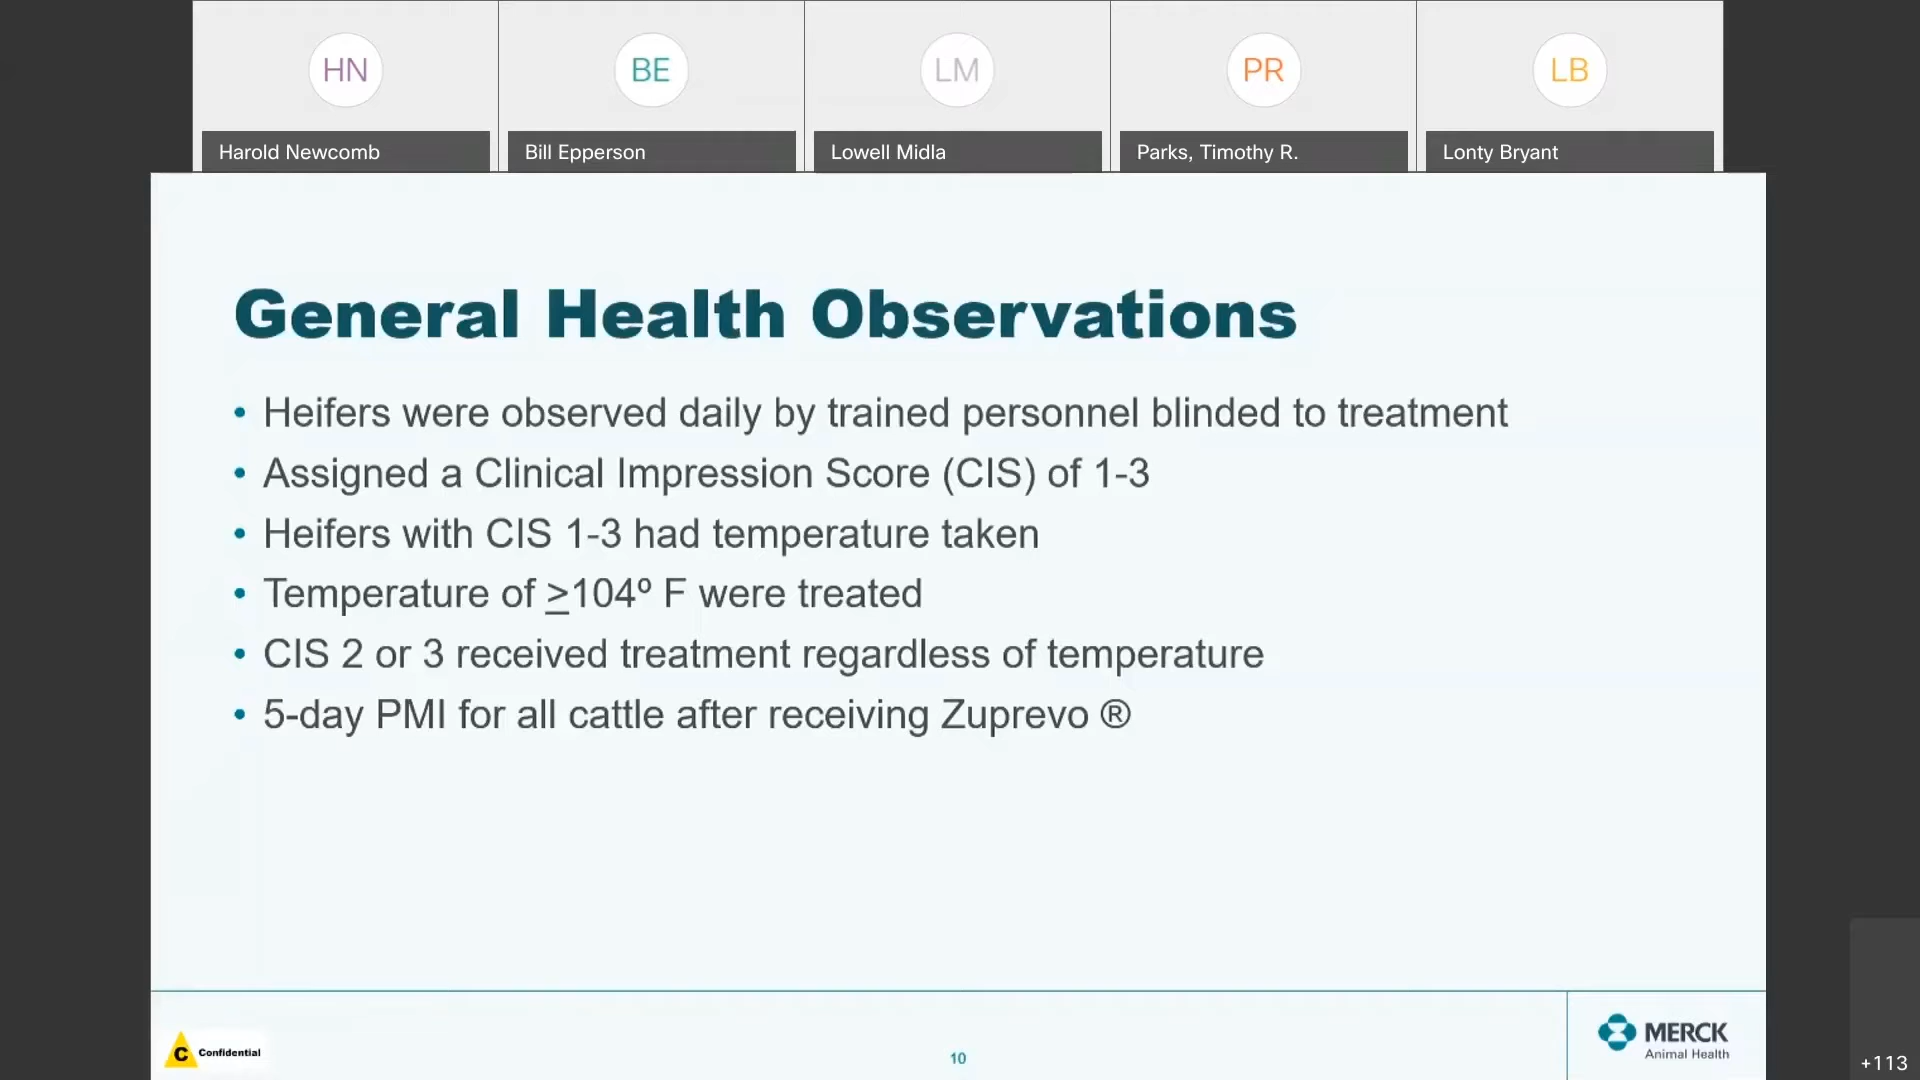 HN
BE
LM
PR
LB
Harold Newcomb
Bill Epperson
Lowell Midla
Parks, Timothy R.
Lonty Bryant
General Health Observations
• Heifers were observed daily by trained personnel blinded to treatment
• Assigned a Clinical Impression Score (CIS) of 1-3
• Heifers with CIS 1-3 had temperature taken
• Temperature of >104º F were treated
• CIS 2 or 3 received treatment regardless of temperature
• 5-day PMI for all cattle after receiving Zuprevo ®
C Confidential
10
MERCK
Animal Health
+113